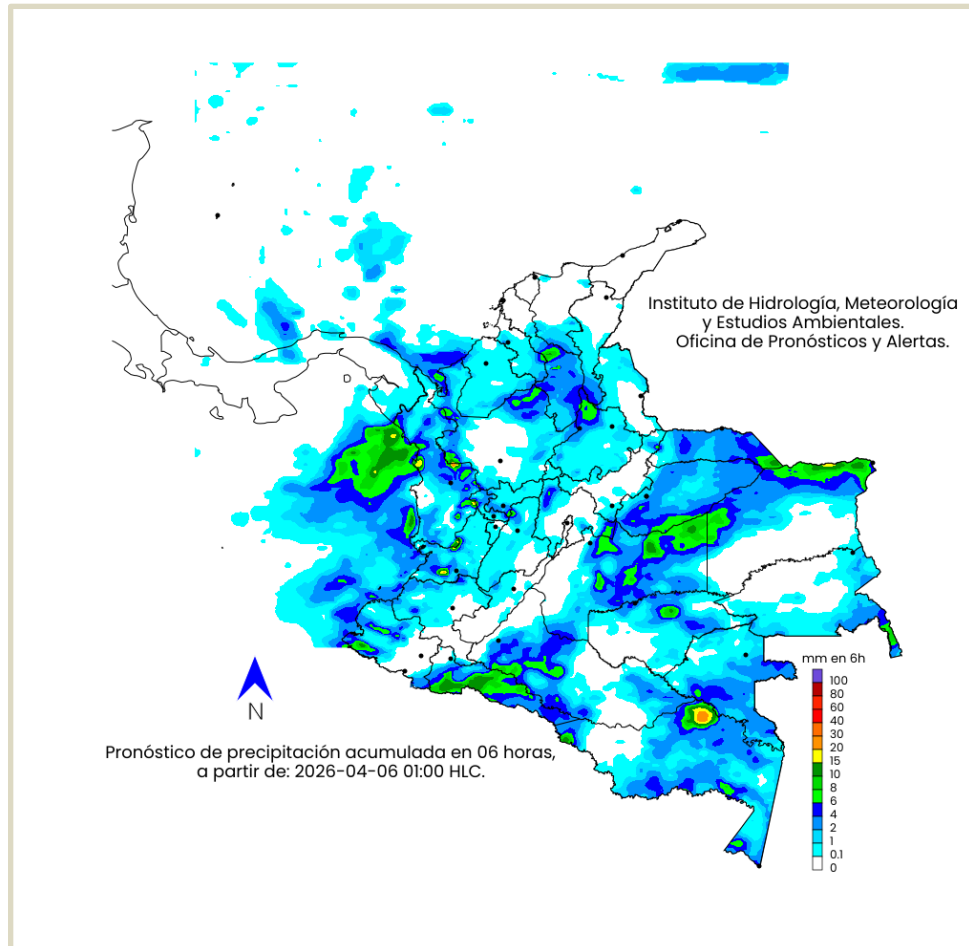 Instituto de Hidrología, Meteorología
y Estudios Ambientales.
Oficina de Pronósticos y Alertas.
N
Pronóstico de precipitación acumulada en 06 horas,
a partir de: 2026-04-06 01:00 HLC.
mm en 6h
100
80
60
40
30
20
15
10
8
6
4
2
1
0.1
0